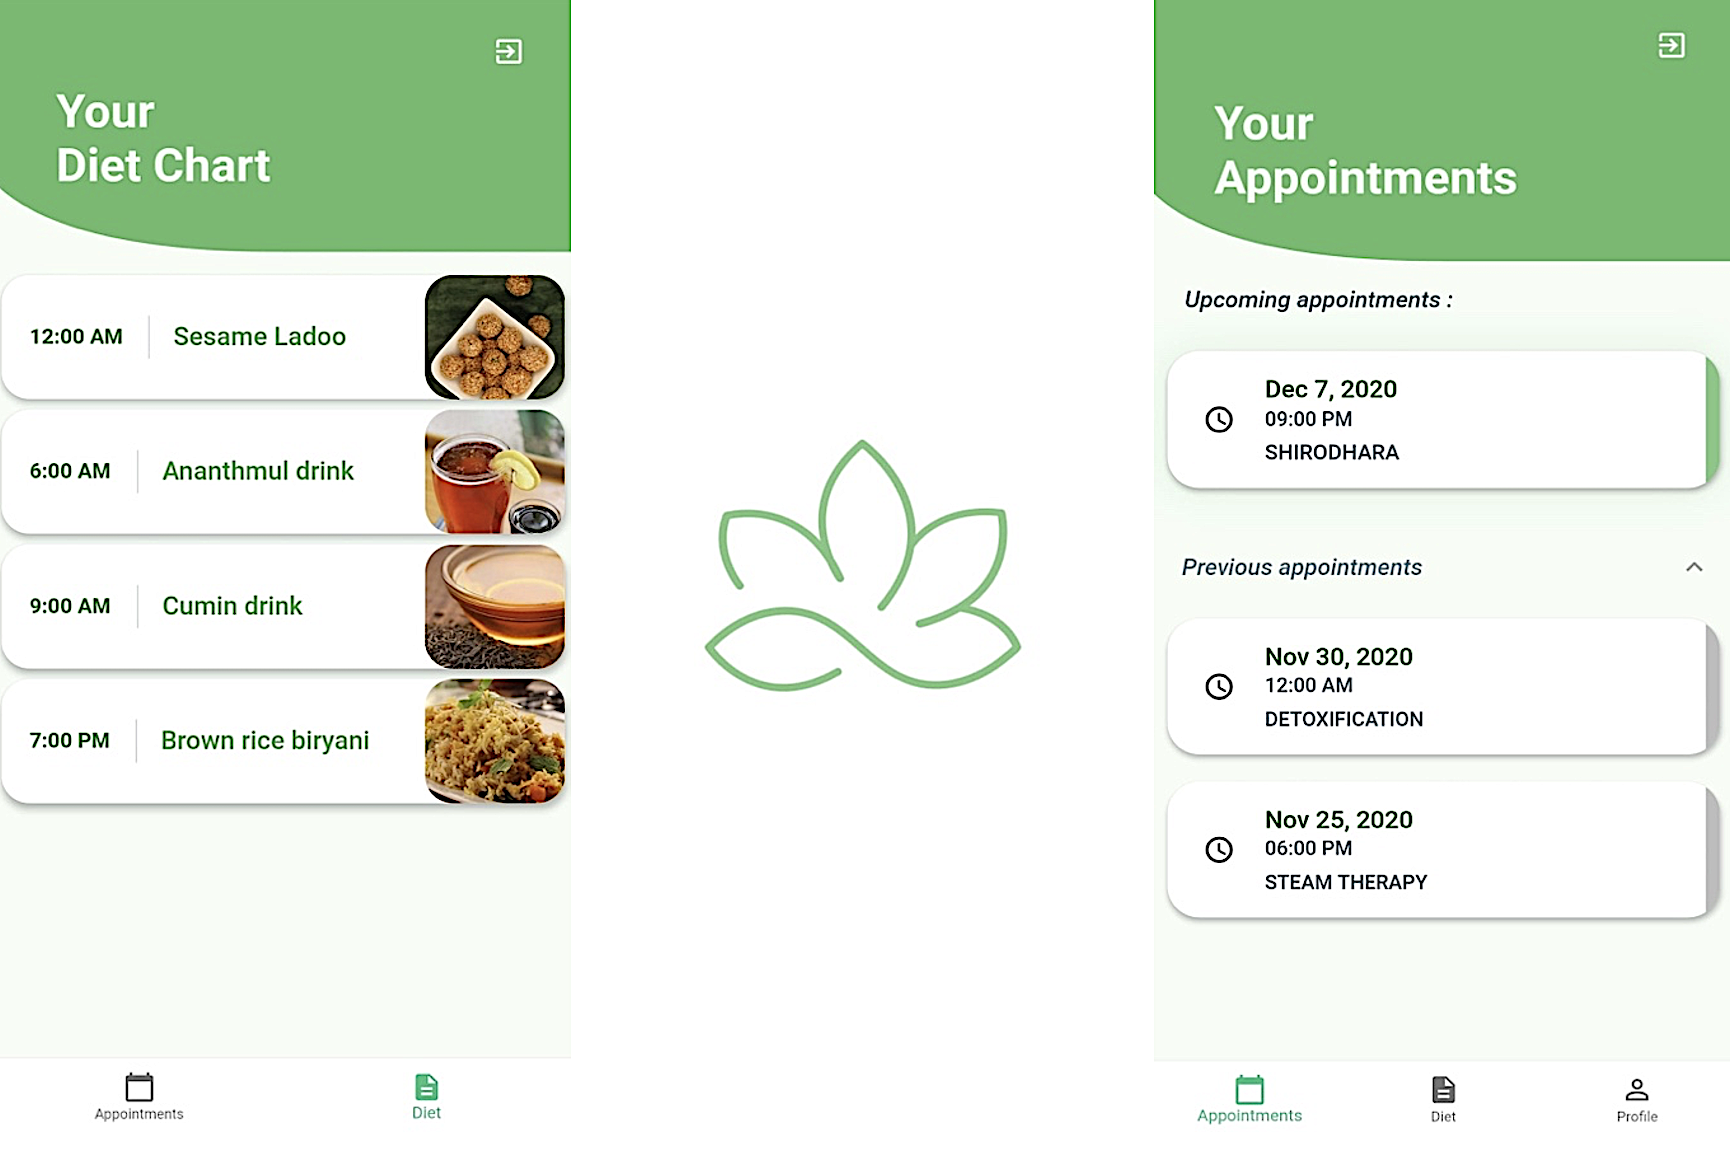 Your
Diet Chart
12:00 AM
Sesame Ladoo
6:00 AM
Ananthmul drink
9:00 AM
Cumin drink
7:00 PM
Brown rice biryani
Appointments
Diet
Your
Appointments
Upcoming appointments :
Dec 7, 2020
09:00 PM
SHIRODHARA
Previous appointments
Nov 30, 2020
12:00 AM
DETOXIFICATION
Nov 25, 2020
06:00 PM
STEAM THERAPY
Appointments
Diet
Profile